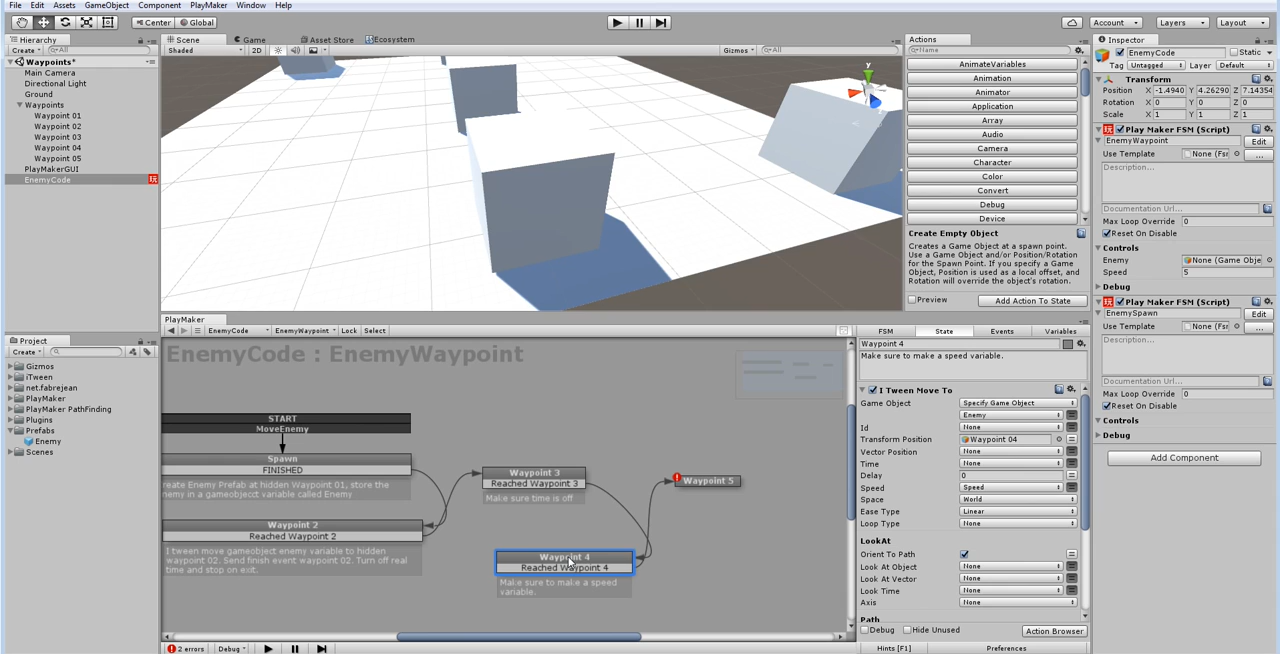 File Edit Assets GameObject Component PlayMaker Window Help
Center Global
Account Layers Layout
Hierarchy
Create All
Waypoints*
Main Camera
Directional Light
Ground
Waypoints
Waypoint 01
Waypoint 02
Waypoint 03
Waypoint 04
Waypoint 05
PlayMakerGUI
EnemyCode
Project
Create
Gizmos
iTween
net.fabrejean
PlayMaker
PlayMaker PathFinding
Plugins
Prefabs
Enemy
Scenes
Scene Game Asset Store Ecosystem
Shaded 2D Gizmos All
y
PlayMaker
EnemyCode EnemyWaypoint Lock Select
EnemyCode : EnemyWaypoint
START
MoveEnemy
Spawn
FINISHED
reate Enemy Prefab at hidden Waypoint 01, store the
nemy in a gameobjectct variable called Enemy
Waypoint 2
Reached Waypoint 2
I tween move gameobject enemy variable to hidden
waypoint 02. Send finish event waypoint 02. Turn off real
time and stop on exit.
Waypoint 3
Reached Waypoint 3
Make sure time is off
Waypoint 4
Reached Waypoint 4
Make sure to make a speed
variable.
Waypoint 5
2 errors Debug
Actions
Name
AnimateVariables
Animation
Animator
Application
Array
Audio
Camera
Character
Color
Convert
Debug
Device
Create Empty Object
Creates a Game Object at a spawn point.
Use a Game Object and/or Position/Rotation
for the Spawn Point. If you specify a Game
Object, Position is used as a local offset, and
Rotation will override the object's rotation.
Preview Add Action To State
FSM State Events Variables
Waypoint 4
Make sure to make a speed variable.
I Tween Move To
Game Object Specify Game Object
Enemy
Id None
Transform Position Waypoint 04
Vector Position None
Time None
Delay 0
Speed Speed
Space World
Ease Type Linear
Loop Type None
LookAt
Orient To Path
Look At Object None
Look At Vector None
Look Time None
Axis None
Path
Debug Hide Unused Action Browser
Hints [F1] Preferences
Inspector
EnemyCode Static
Tag Untagged Layer Default
Transform
Position X -1.4940 Y 4.26290 Z 7.14354
Rotation X 0 Y 0 Z 0
Scale X 1 Y 1 Z 1
Play Maker FSM (Script)
EnemyWaypoint Edit
Use Template None (Fsm ...
Description...
Documentation Url...
Max Loop Override 0
Reset On Disable
Controls
Enemy None (Game Obje
Speed 5
Debug
Play Maker FSM (Script)
EnemySpawn Edit
Use Template None (Fsm ...
Description...
Documentation Url...
Max Loop Override 0
Reset On Disable
Controls
Debug
Add Component